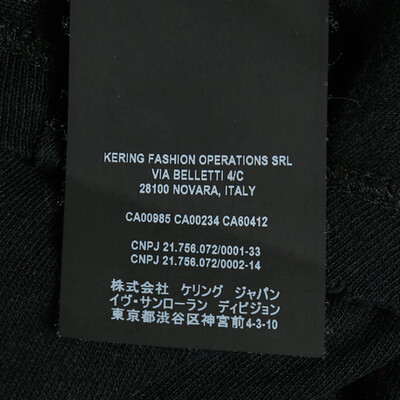 KERING FASHION OPERATIONS SRL
VIA BELLETTI 4/C
28100 NOVARA, ITALY
CA00985 CA00234 CA60412
CNPJ 21.756.072/0001-33
CNPJ 21.756.072/0002-14
株式会社 ケリング ジャパン
イヴ・サンローラン ディビジョン
東京都渋谷区神宮前4-3-10